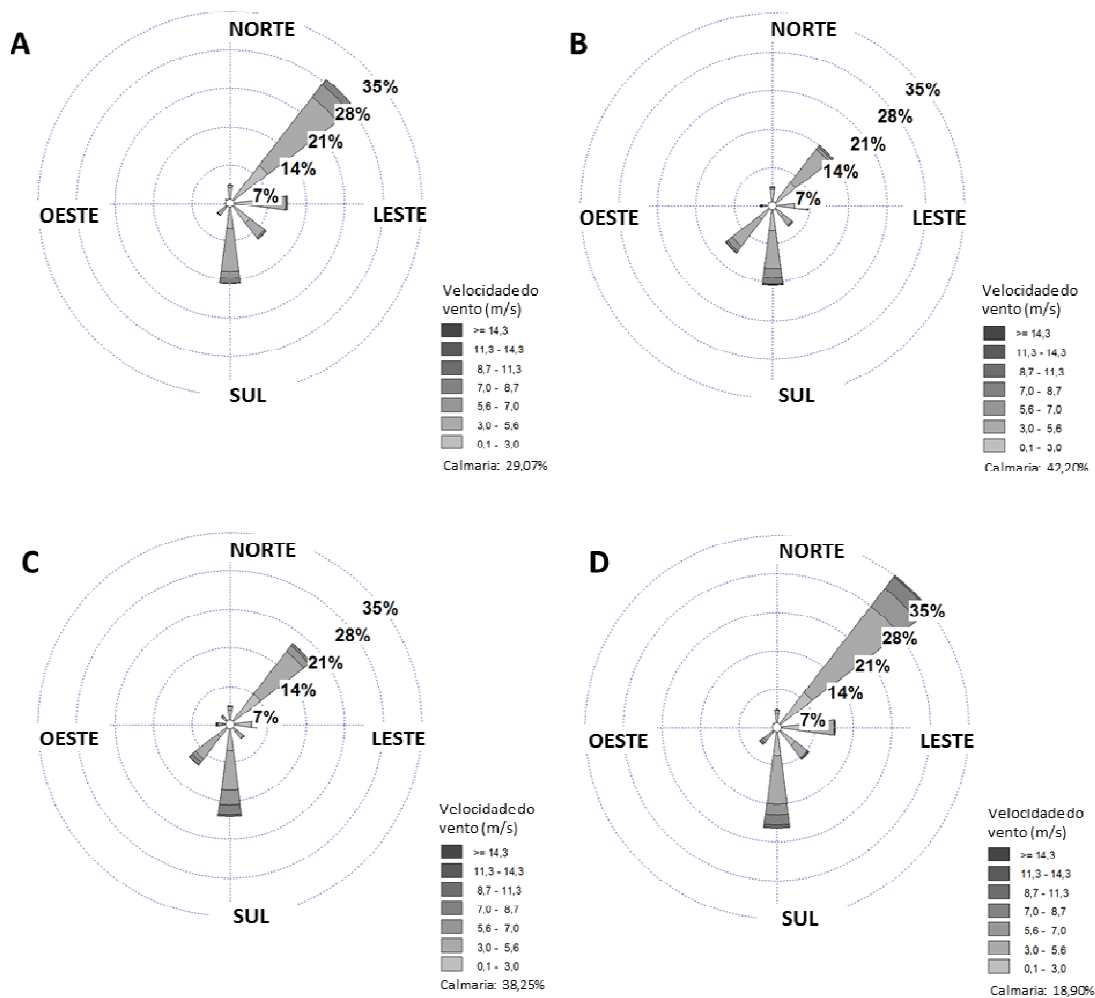 A
NORTE
35%
28%
21%
14%
7%
OESTE
LESTE
SUL
Velocidade do
vento (m/s)
>= 14,3
11,3 - 14,3
8,7 - 11,3
7,0 - 8,7
5,6 - 7,0
3,0 - 5,6
0,1 - 3,0
Calmaria: 29,07%
B
NORTE
35%
28%
21%
14%
7%
OESTE
LESTE
SUL
Velocidade do
vento (m/s)
>= 14,3
11,3 - 14,3
8,7 - 11,3
7,0 - 8,7
5,6 - 7,0
3,0 - 5,6
0,1 - 3,0
Calmaria: 42,20%
C
NORTE
35%
28%
21%
14%
7%
OESTE
LESTE
SUL
Velocidade do
vento (m/s)
>= 14,3
11,3 - 14,3
8,7 - 11,3
7,0 - 8,7
5,6 - 7,0
3,0 - 5,6
0,1 - 3,0
Calmaria: 38,25%
D
NORTE
35%
28%
21%
14%
7%
OESTE
LESTE
SUL
Velocidade do
vento (m/s)
>= 14,3
11,3 - 14,3
8,7 - 11,3
7,0 - 8,7
5,6 - 7,0
3,0 - 5,6
0,1 - 3,0
Calmaria: 18,90%